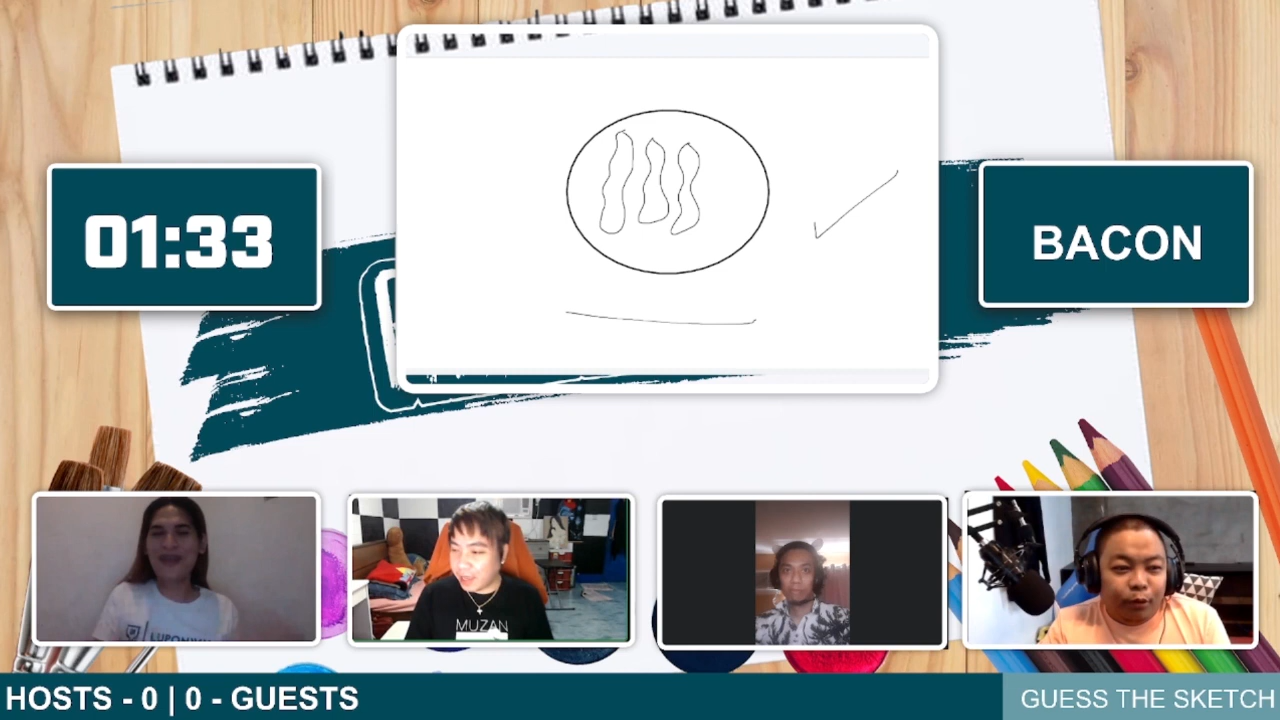 01:33
BACON
MUZAN
HOSTS - 0 | 0 - GUESTS
GUESS THE SKETCH